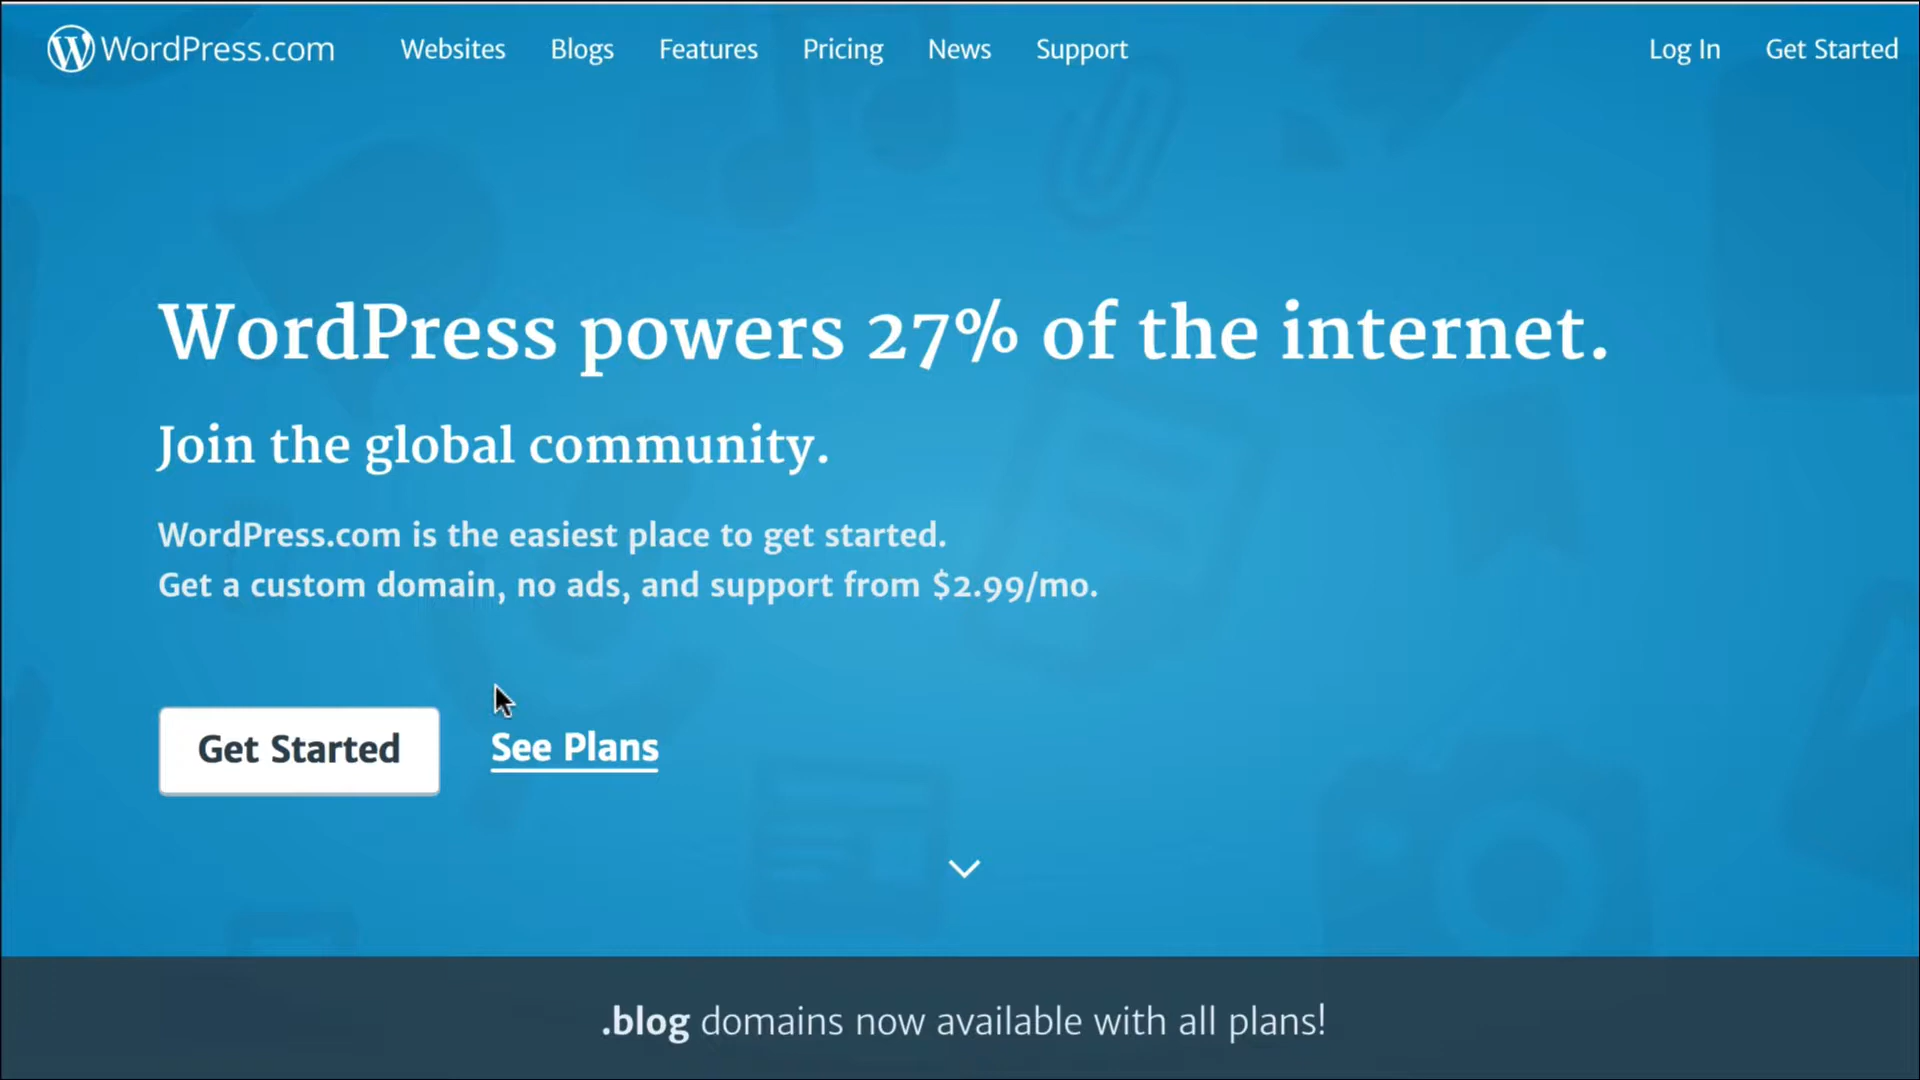 WordPress.com Websites Blogs Features Pricing News Support Log In Get Started
WordPress powers 27% of the internet.
Join the global community.
WordPress.com is the easiest place to get started.
Get a custom domain, no ads, and support from $2.99/mo.
Get Started See Plans
.blog domains now available with all plans!